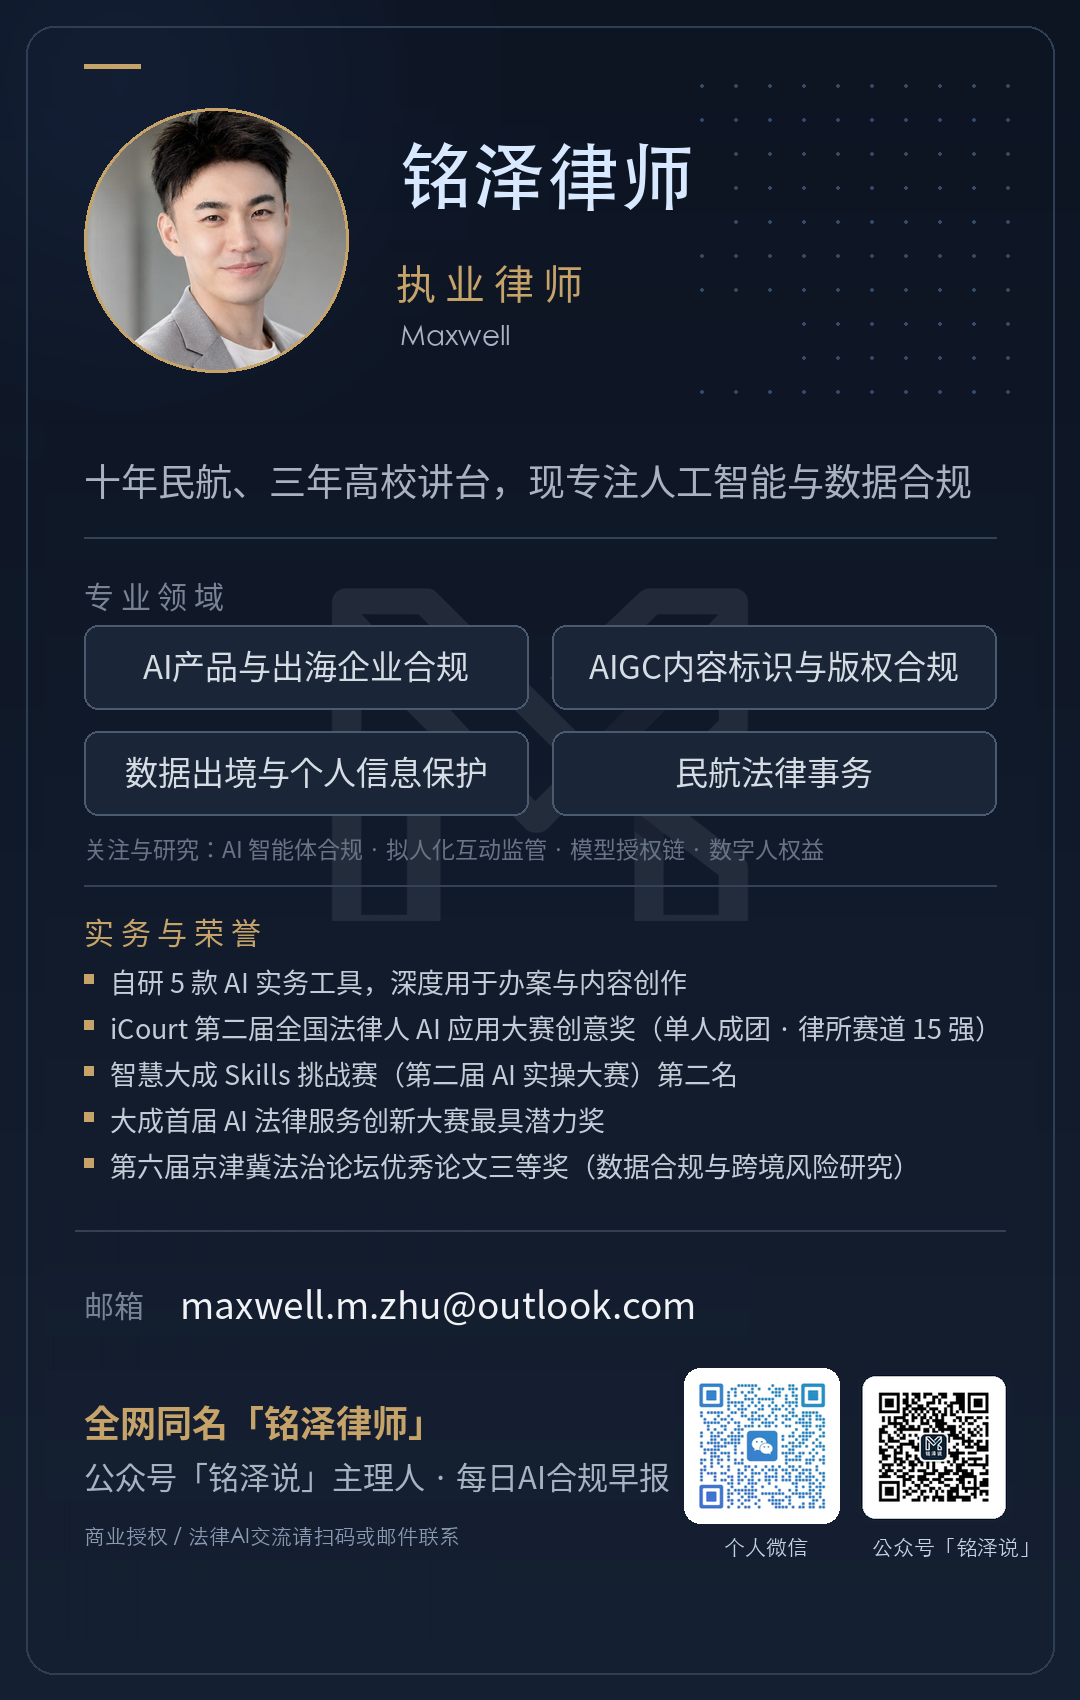 铭泽律师
执业律师
Maxwell
十年民航、三年高校讲台，现专注人工智能与数据合规
专业领域
AI产品与出海企业合规
AIGC内容标识与版权合规
数据出境与个人信息保护
民航法律事务
关注与研究：AI 智能体合规 · 拟人化互动监管 · 模型授权链 · 数字人权益
实务与荣誉
自研 5 款 AI 实务工具，深度用于办案与内容创作
iCourt 第二届全国法律人 AI 应用大赛创意奖（单人成团 · 律所赛道 15 强）
智慧大成 Skills 挑战赛（第二届 AI 实操大赛）第二名
大成首届 AI 法律服务创新大赛最具潜力奖
第六届京津冀法治论坛优秀论文三等奖（数据合规与跨境风险研究）
邮箱 maxwell.m.zhu@outlook.com
全网同名「铭泽律师」
公众号「铭泽说」主理人 · 每日AI合规早报
商业授权 / 法律AI交流请扫码或邮件联系
个人微信
公众号「铭泽说」